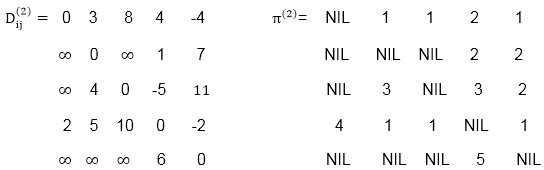 D_ij^(2) = 0 3 8 4 -4 π^(2)= NIL 1 1 2 1
∞ 0 ∞ 1 7 NIL NIL NIL 2 2
∞ 4 0 -5 11 NIL 3 NIL 3 2
2 5 10 0 -2 4 1 1 NIL 1
∞ ∞ ∞ 6 0 NIL NIL NIL 5 NIL